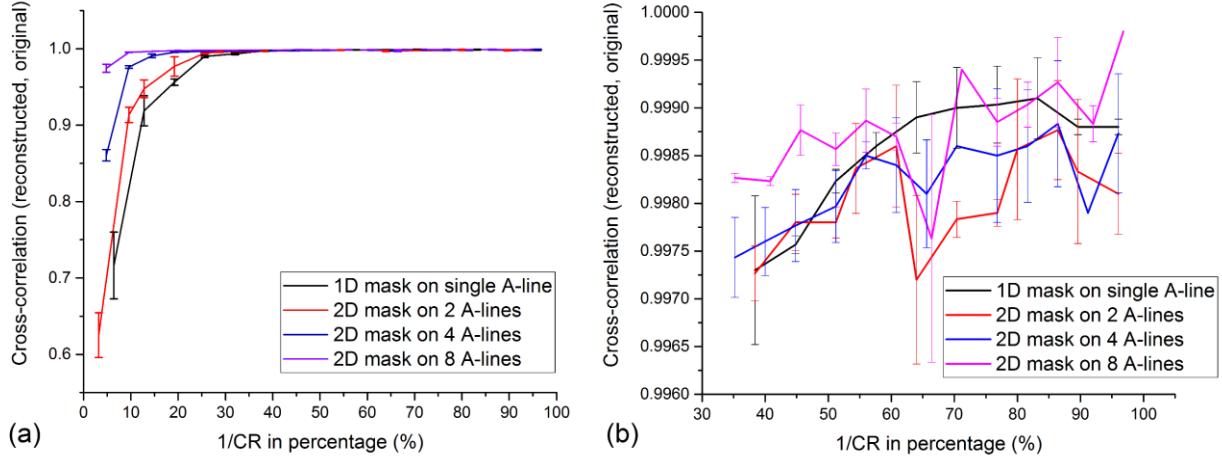 Cross-correlation (reconstructed, original)
1.0
0.9
0.8
0.7
0.6
0 10 20 30 40 50 60 70 80 90 100
1/CR in percentage (%)
1D mask on single A-line
2D mask on 2 A-lines
2D mask on 4 A-lines
2D mask on 8 A-lines
(a)
Cross-correlation (reconstructed, original)
1.0000
0.9995
0.9990
0.9985
0.9980
0.9975
0.9970
0.9965
0.9960
30 40 50 60 70 80 90 100
1/CR in percentage (%)
1D mask on single A-line
2D mask on 2 A-lines
2D mask on 4 A-lines
2D mask on 8 A-lines
(b)